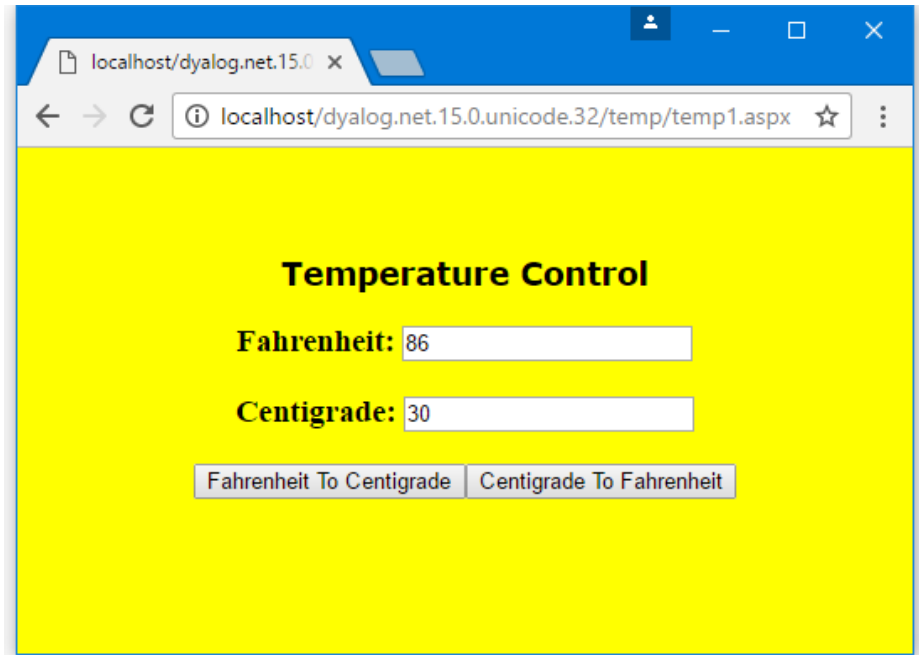 localhost/dyalog.net.15.0
localhost/dyalog.net.15.0.unicode.32/temp/temp1.aspx
Temperature Control
Fahrenheit: 86
Centigrade: 30
Fahrenheit To Centigrade Centigrade To Fahrenheit